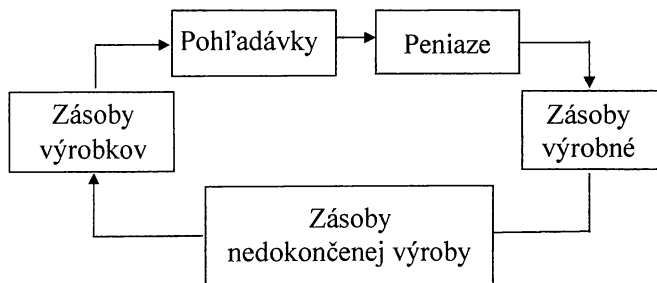 Pohľadávky
Peniaze
Zásoby
výrobkov
Zásoby
výrobné
Zásoby
nedokončenej výroby